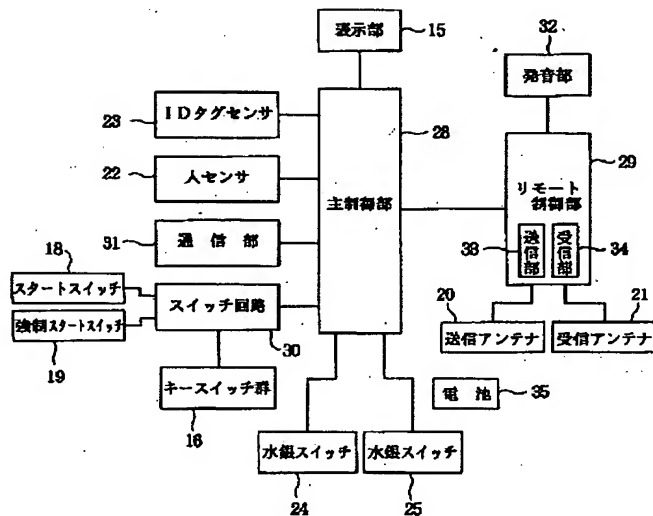 表示部
15
32
発音部
23
IDタグセンサ
28
29
22
人センサ
主制御部
リモート
制御部
31
通信部
33
送信部
受信部
34
18
スタートスイッチ
スイッチ回路
強制スタートスイッチ
19
30
20
21
送信アンテナ
受信アンテナ
キースイッチ群
16
電池
35
水銀スイッチ
水銀スイッチ
24
25